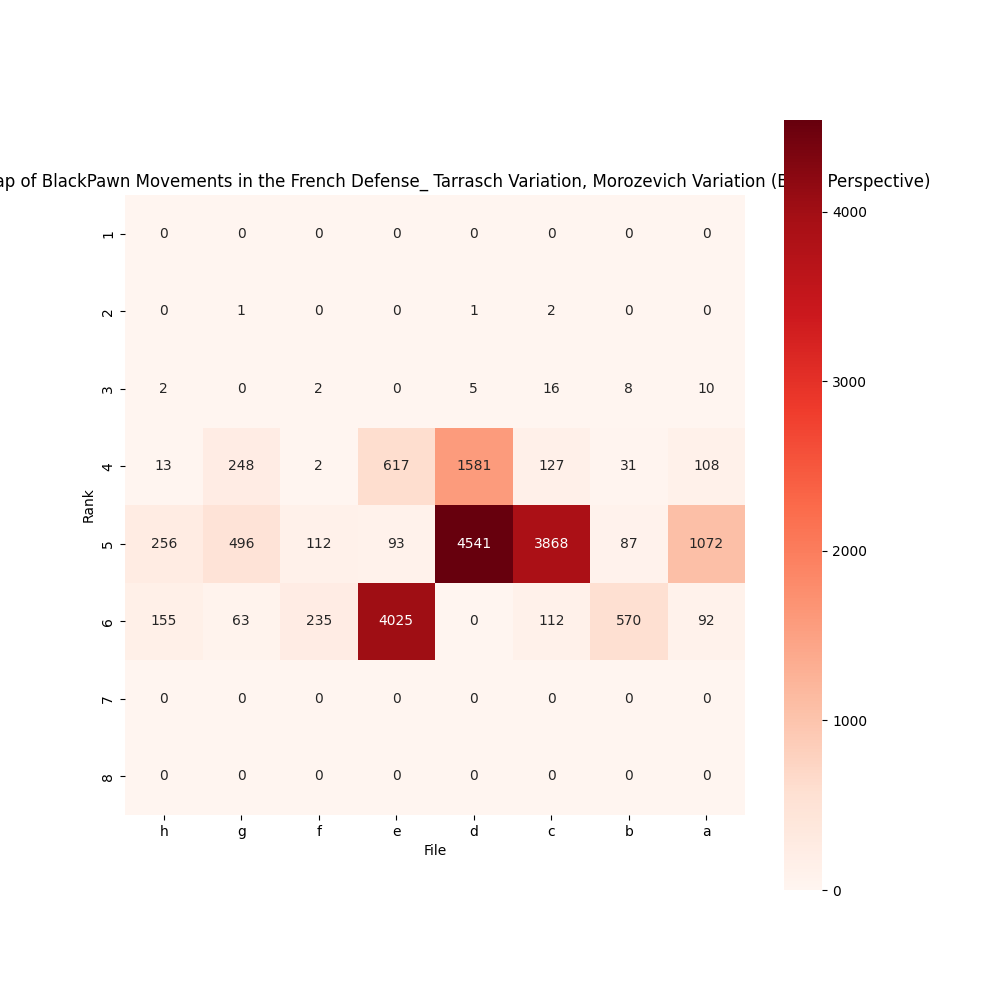 ap of BlackPawn Movements in the French Defense_ Tarrasch Variation, Morozevich Variation ( Perspective)
4000
3000
2000
1000
0
Rank
1 0 0 0 0 0 0 0 0
2 0 1 0 0 1 2 0 0
3 2 0 2 0 5 16 8 10
4 13 248 2 617 1581 127 31 108
5 256 496 112 93 4541 3868 87 1072
6 155 63 235 4025 0 112 570 92
7 0 0 0 0 0 0 0 0
8 0 0 0 0 0 0 0 0
h g f e d c b a
File